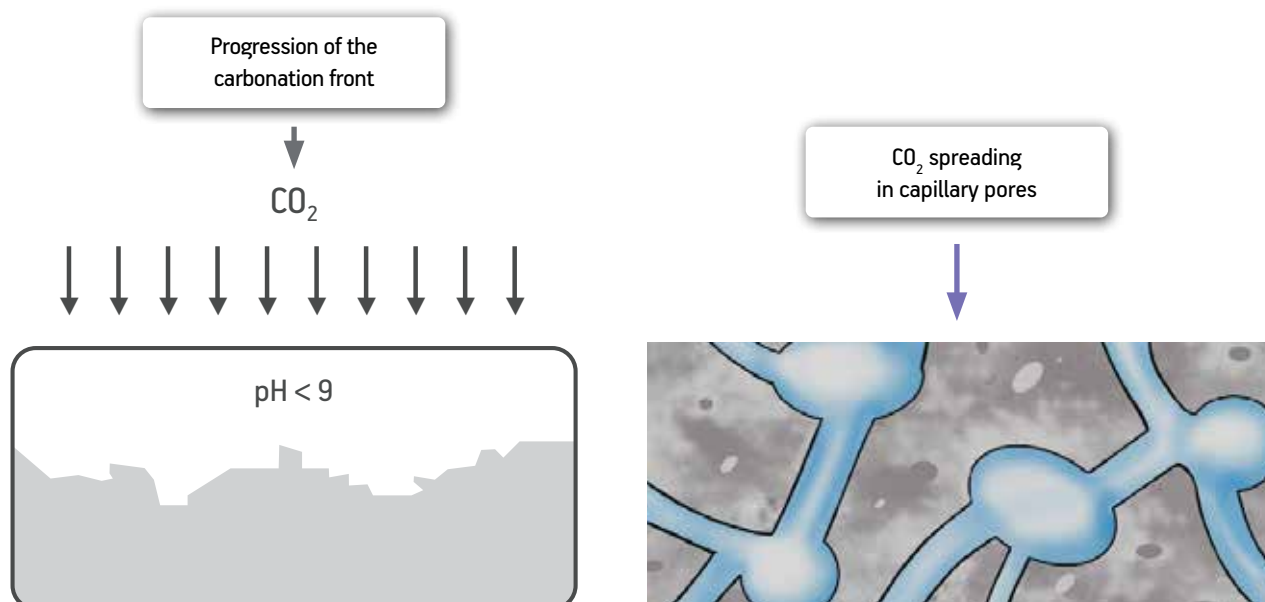 Progression of the
carbonation front
CO₂
pH < 9
CO₂ spreading
in capillary pores